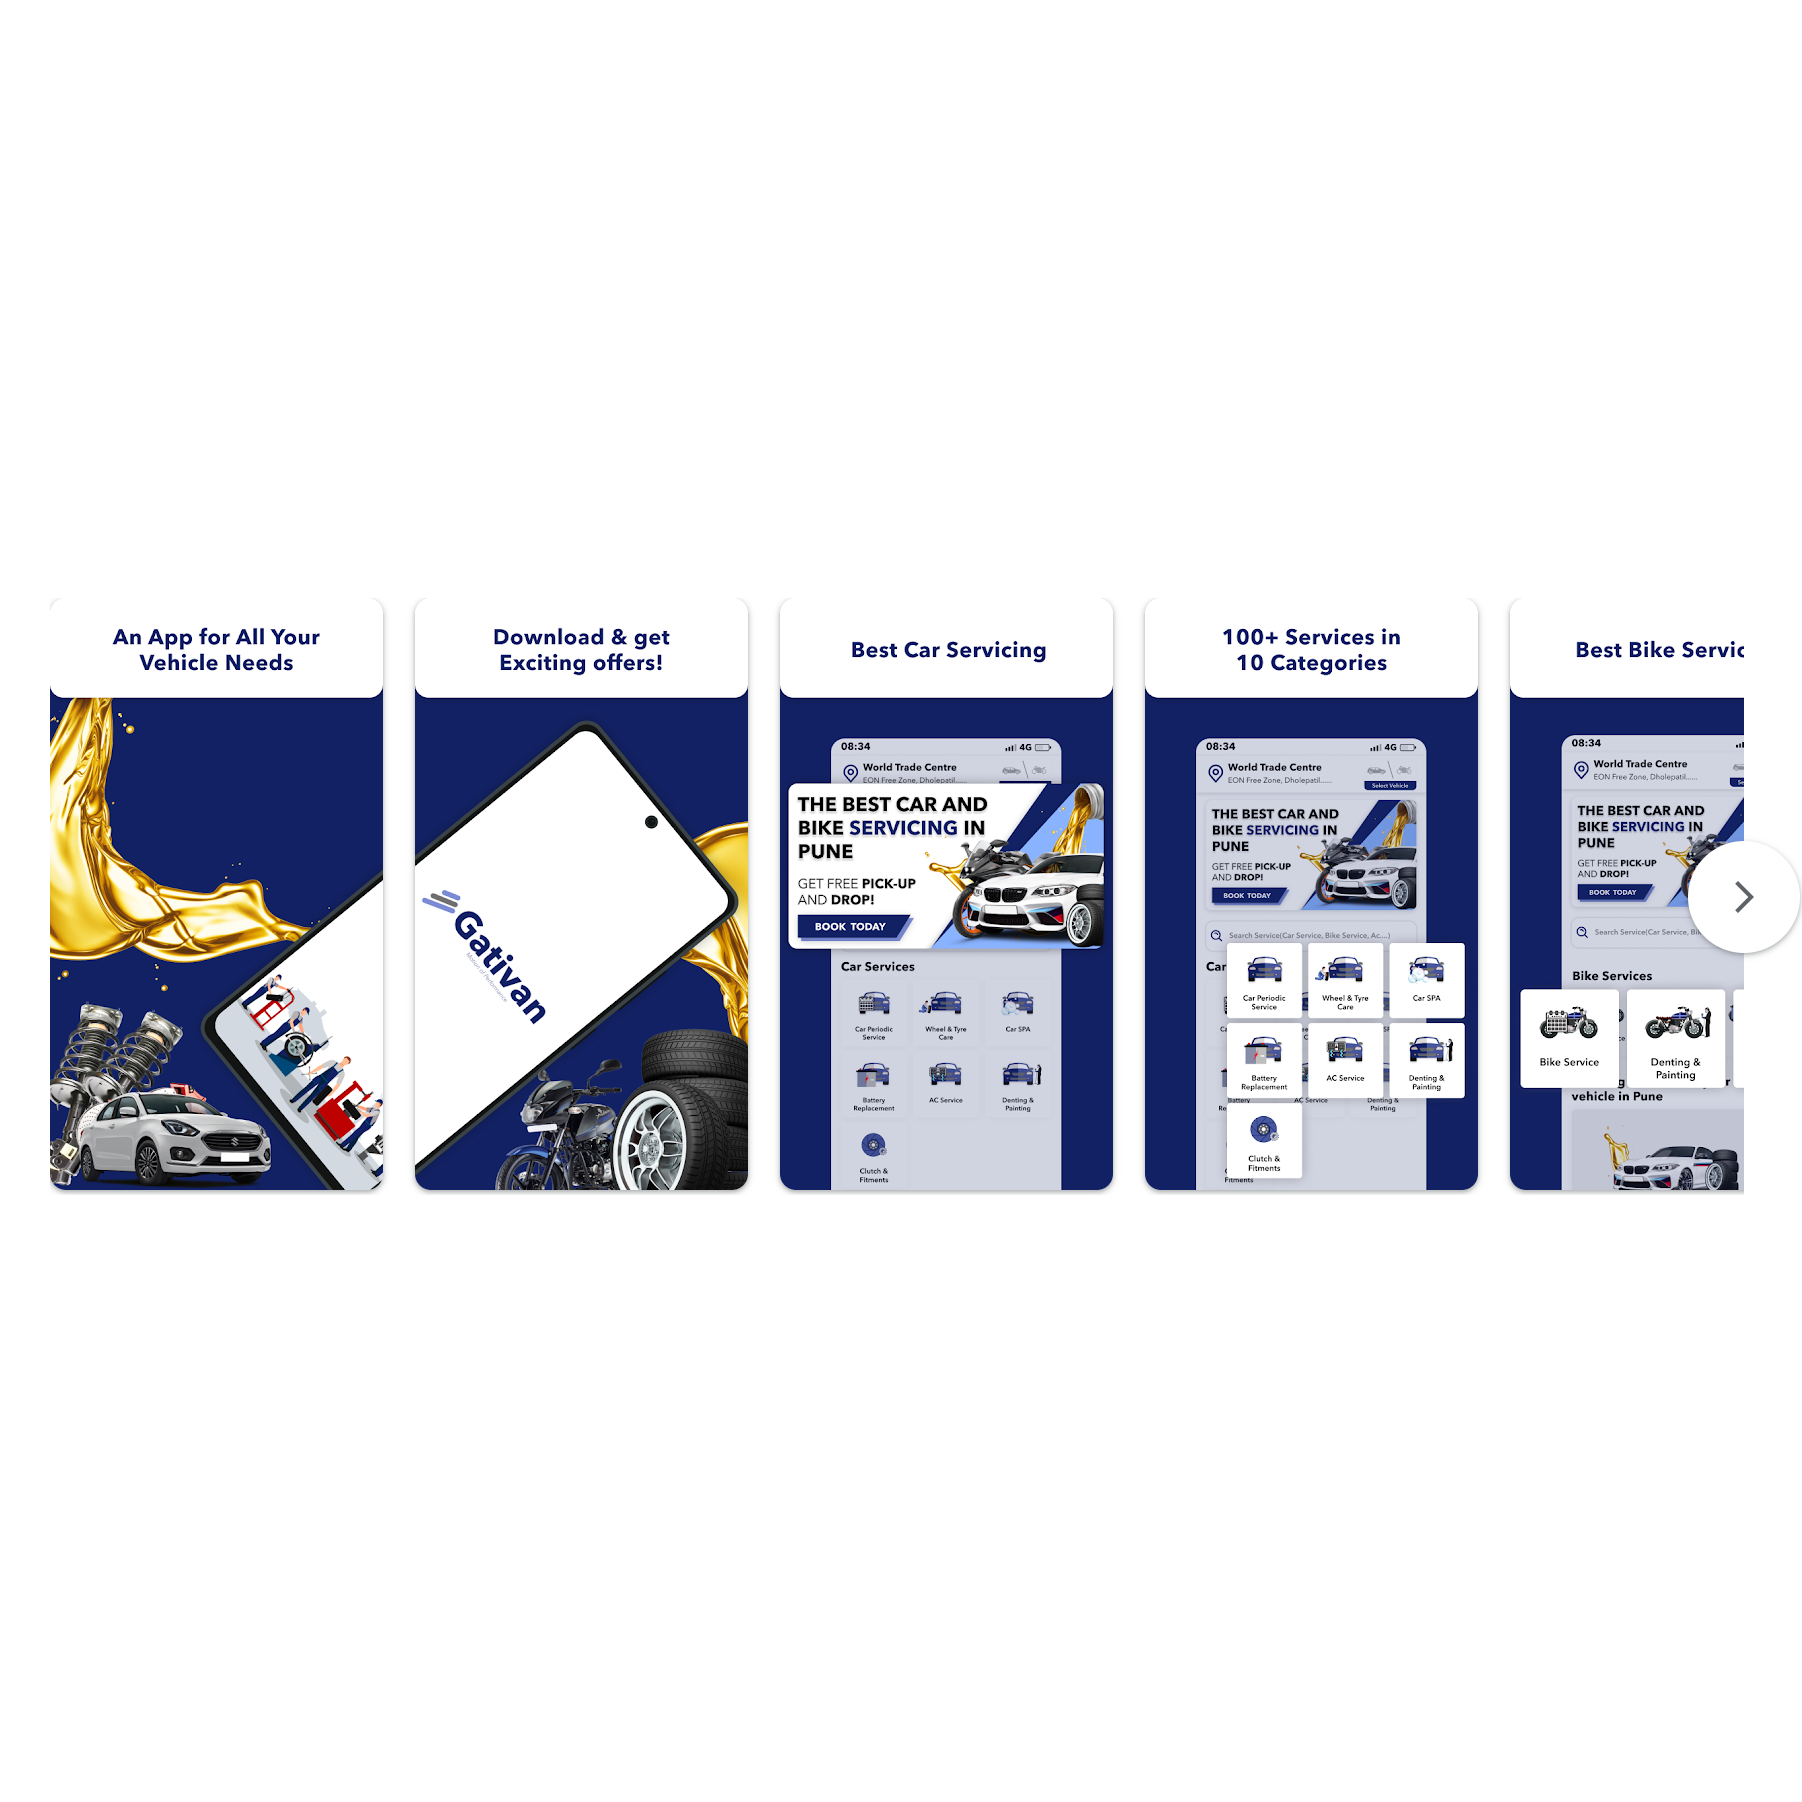 An App for All Your
Vehicle Needs
Download & get
Exciting offers!
Gativan
Motion of Performance
Best Car Servicing
08:34
4G
World Trade Centre
EON Free Zone, Dholepatil......
THE BEST CAR AND
BIKE SERVICING IN
PUNE
GET FREE PICK-UP
AND DROP!
BOOK TODAY
Car Services
Car Periodic
Service
Wheel & Tyre
Care
Car SPA
Battery
Replacement
AC Service
Denting &
Painting
Clutch &
Fitments
100+ Services in
10 Categories
08:34
4G
World Trade Centre
EON Free Zone, Dholepatil......
Select Vehicle
THE BEST CAR AND
BIKE SERVICING IN
PUNE
GET FREE PICK-UP
AND DROP!
BOOK TODAY
Search Service(Car Service, Bike Service, Ac....)
Car
Car Periodic
Service
Wheel & Tyre
Care
Car SPA
Battery
Replacement
AC Service
Denting &
Painting
Clutch &
Fitments
Fitments
Best Bike Servic
08:34
World Trade Centre
EON Free Zone, Dholepatil......
THE BEST CAR AND
BIKE SERVICING IN
PUNE
GET FREE PICK-UP
AND DROP!
BOOK TODAY
Search Service(Car Service, Bi
Bike Services
Bike Service
Denting &
Painting
vehicle in Pune